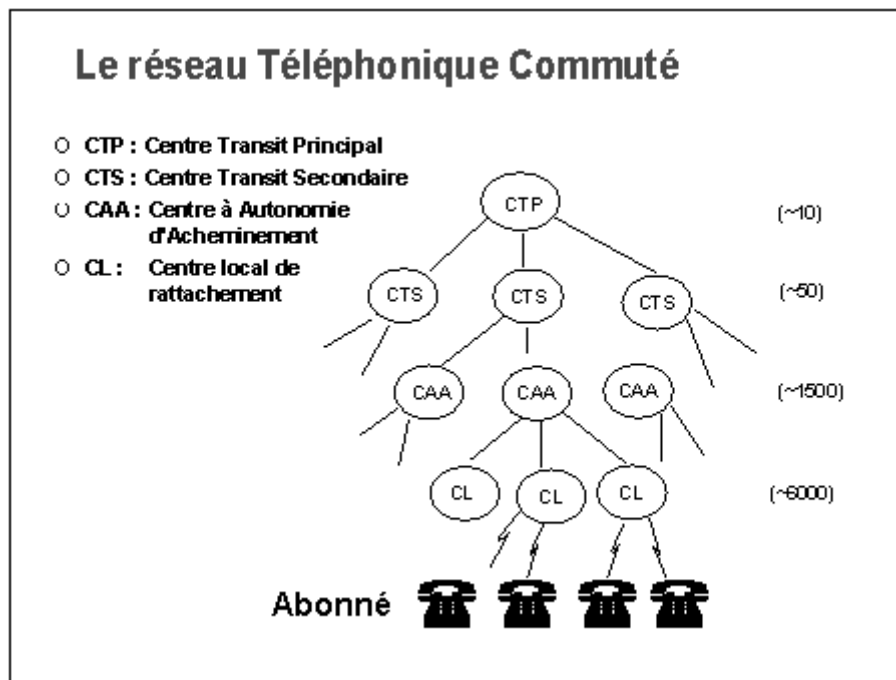 Le réseau Téléphonique Commuté
CTP : Centre Transit Principal
CTS : Centre Transit Secondaire
CAA : Centre à Autonomie
d'Acheminement
CL : Centre local de
rattachement
CTP
(~10)
CTS
CTS
CTS
(~50)
CAA
CAA
CAA
(~1500)
CL
CL
CL
(~6000)
Abonné